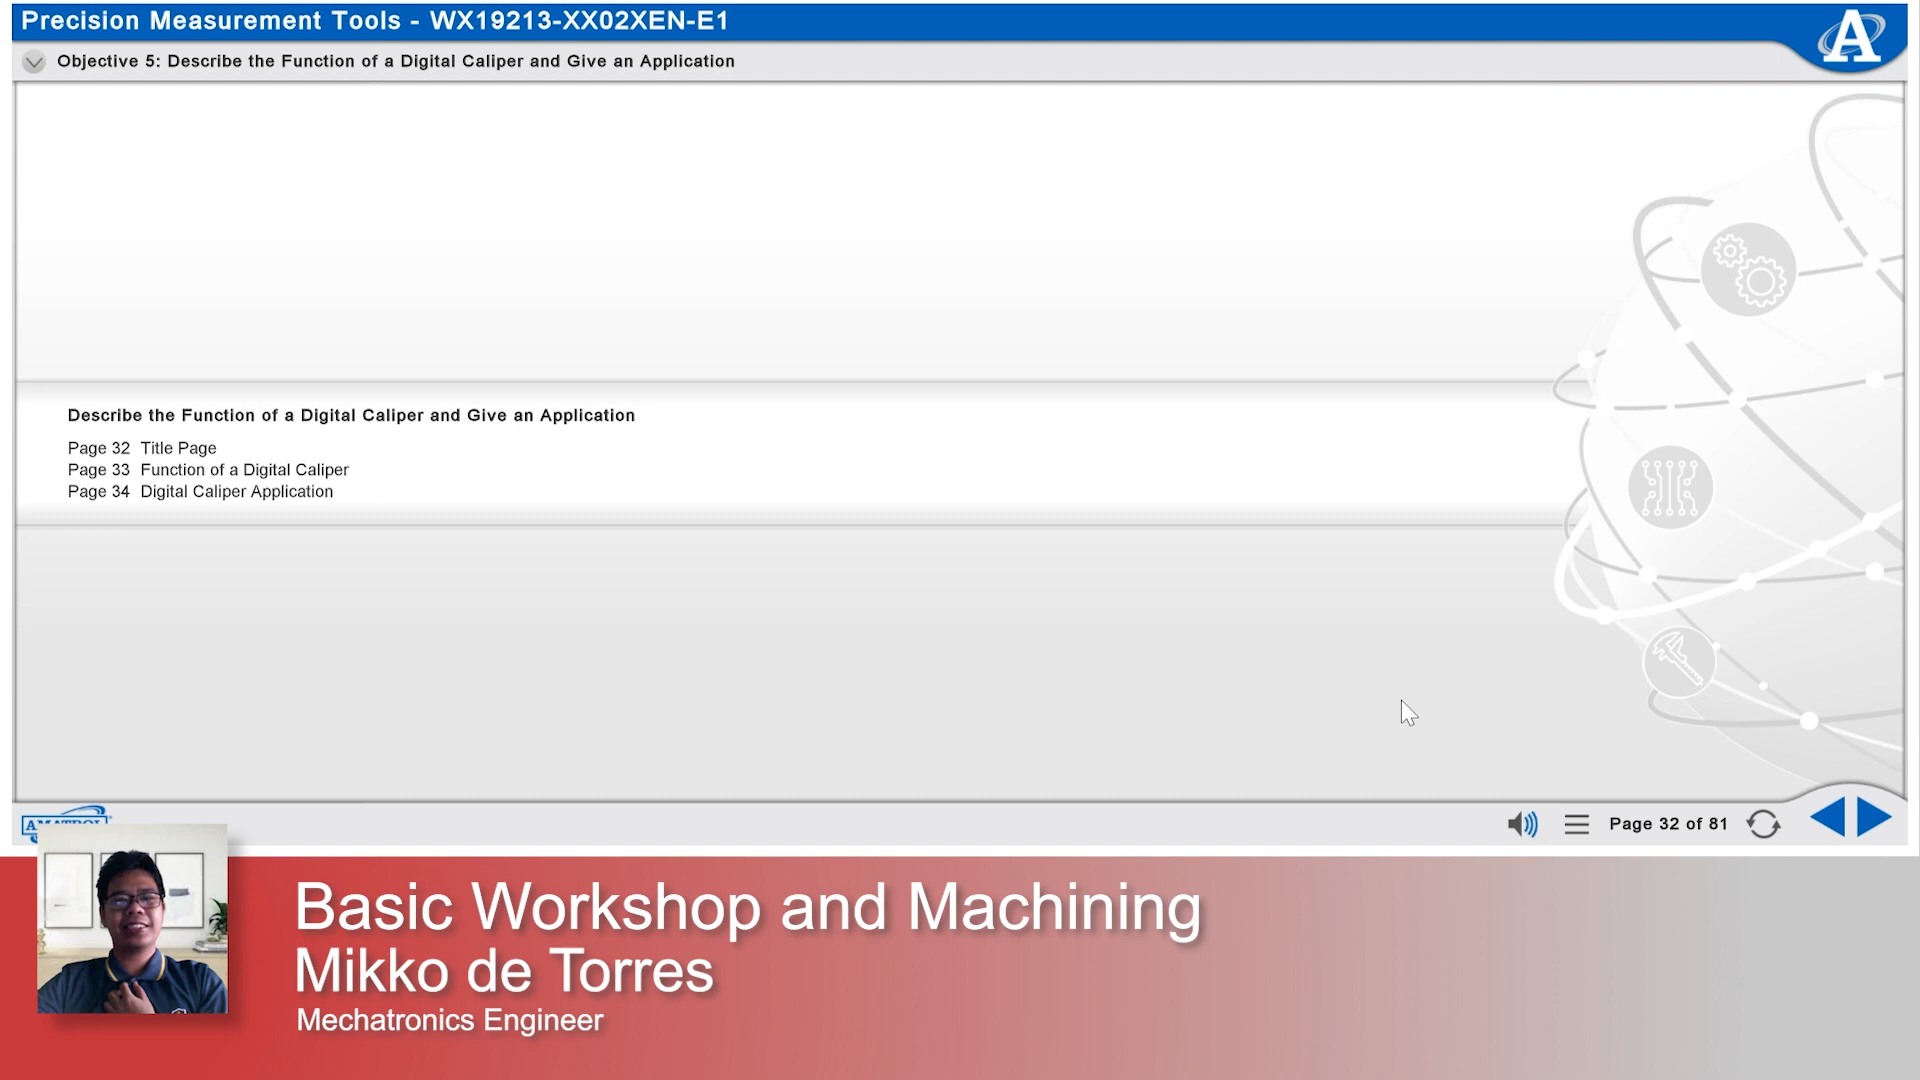 Precision Measurement Tools - WX19213-XX02XEN-E1
A
Objective 5: Describe the Function of a Digital Caliper and Give an Application
Describe the Function of a Digital Caliper and Give an Application
Page 32 Title Page
Page 33 Function of a Digital Caliper
Page 34 Digital Caliper Application
AMATROL
Page 32 of 81
Basic Workshop and Machining
Mikko de Torres
Mechatronics Engineer